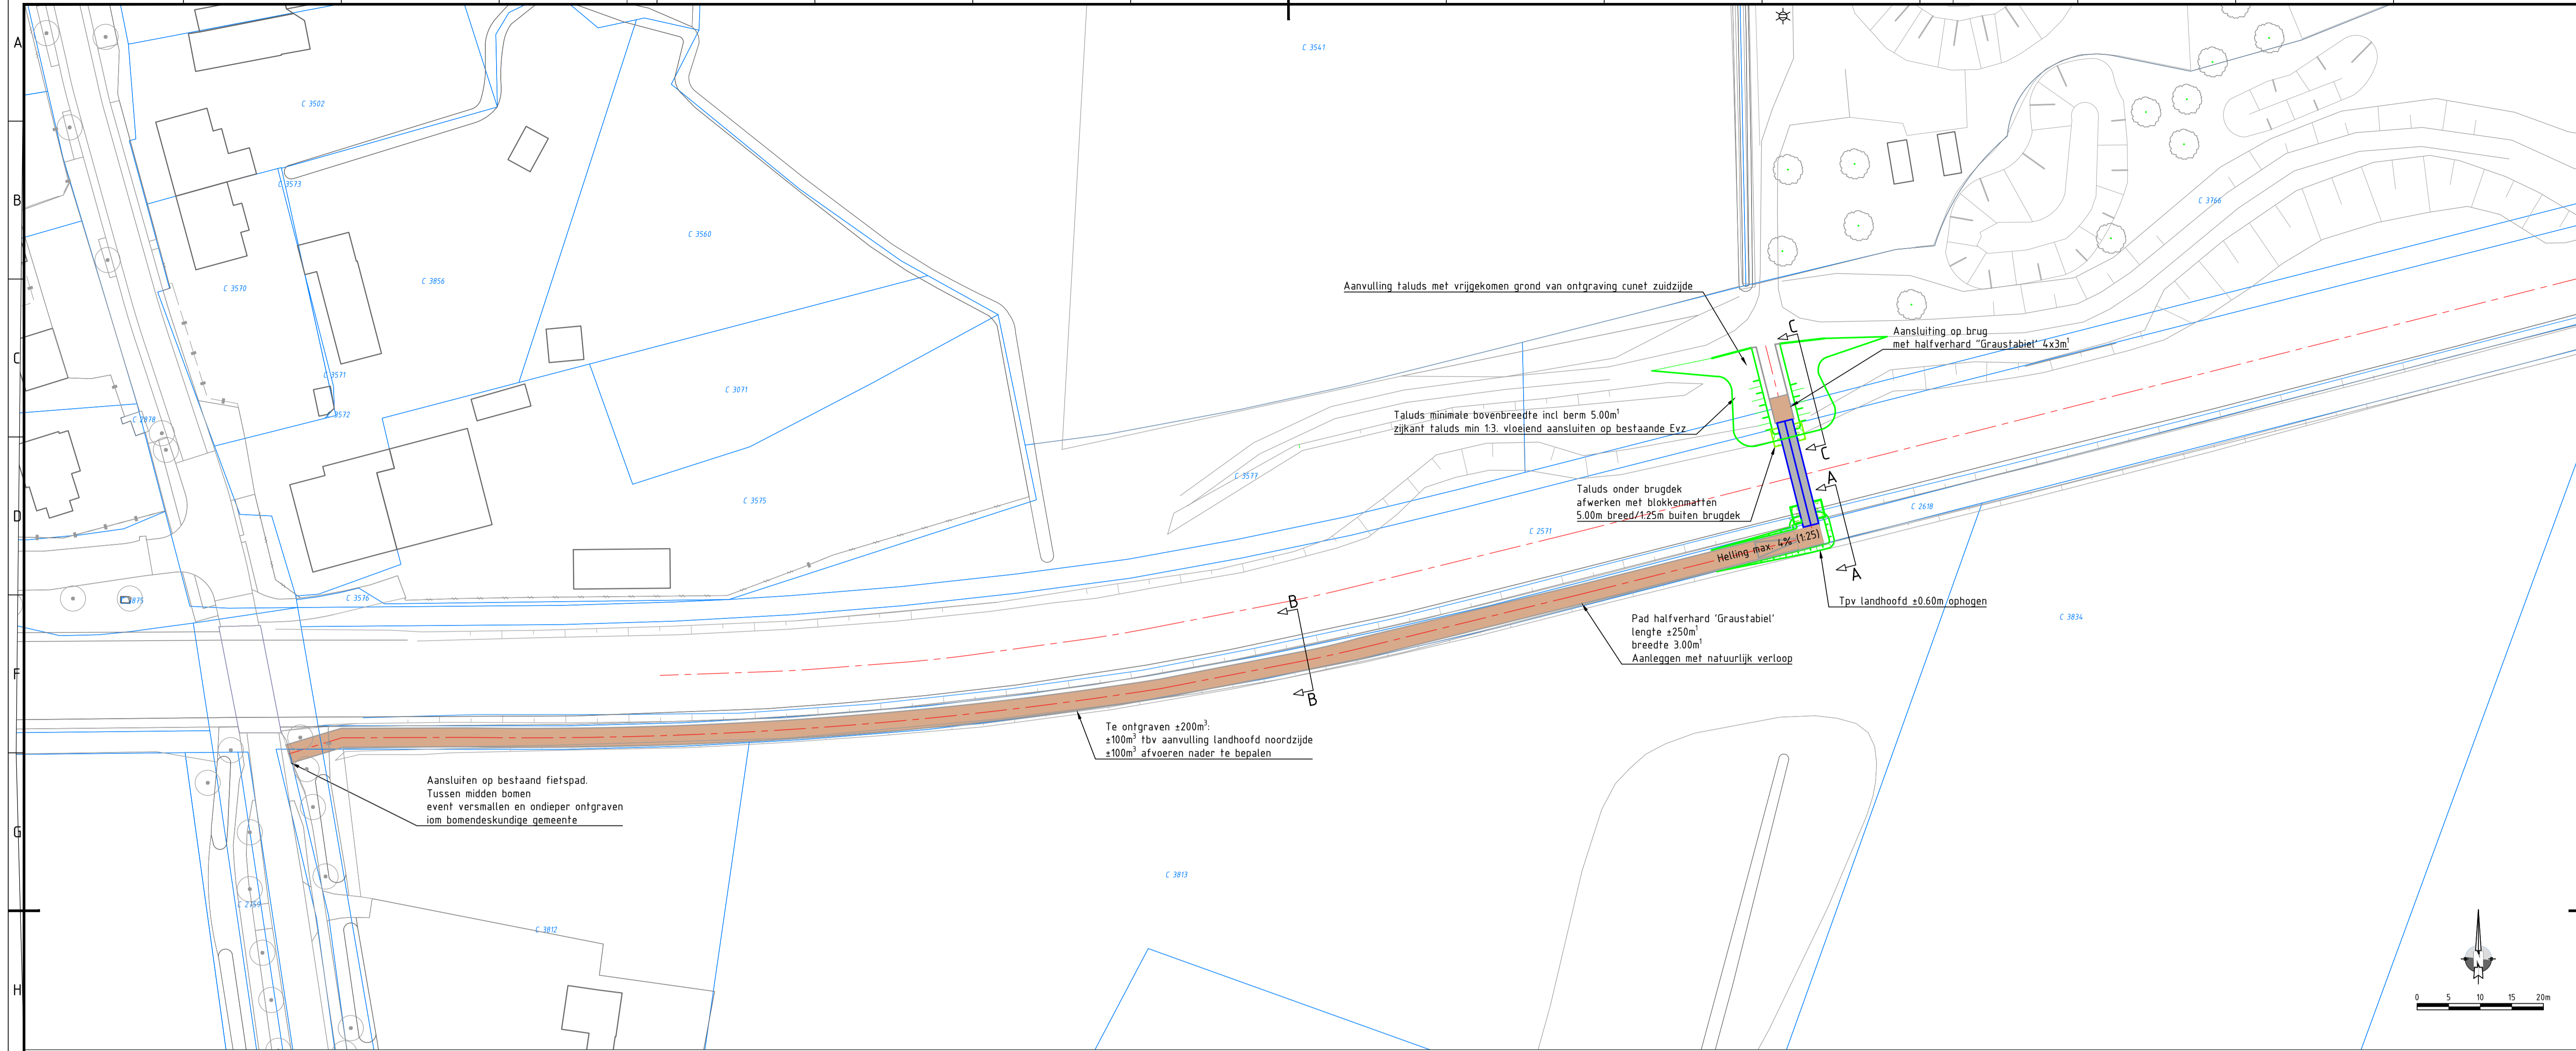 A
B
C
D
F
G
H
C 3541
C 3502
C 3573
C 3560
C 3766
C 3570
C 3856
C 3571
C 3572
C 3071
C 2878
C 3575
C 3577
C 2571
C 2618
C 3576
C 3834
C 3813
C 2759
C 3812
Aanvulling taluds met vrijgekomen grond van ontgraving cunet zuidzijde
Aansluiting op brug
met halfverhard "Graustabiel' 4x3m¹
Taluds minimale bovenbreedte incl berm 5.00m¹
zijkant taluds min 1:3. vloeiend aansluiten op bestaande Evz
Taluds onder brugdek
afwerken met blokkenmatten
5.00m breed/1.25m buiten brugdek
C
C
A
A
Helling max. 4% (1:25)
Tpv landhoofd ±0.60m ophogen
Pad halfverhard 'Graustabiel'
lengte ±250m¹
breedte 3.00m¹
Aanleggen met natuurlijk verloop
B
B
Te ontgraven ±200m³:
±100m³ tbv aanvulling landhoofd noordzijde
±100m³ afvoeren nader te bepalen
Aansluiten op bestaand fietspad.
Tussen midden bomen
event versmallen en ondieper ontgraven
iom bomendeskundige gemeente
N
0 5 10 15 20m